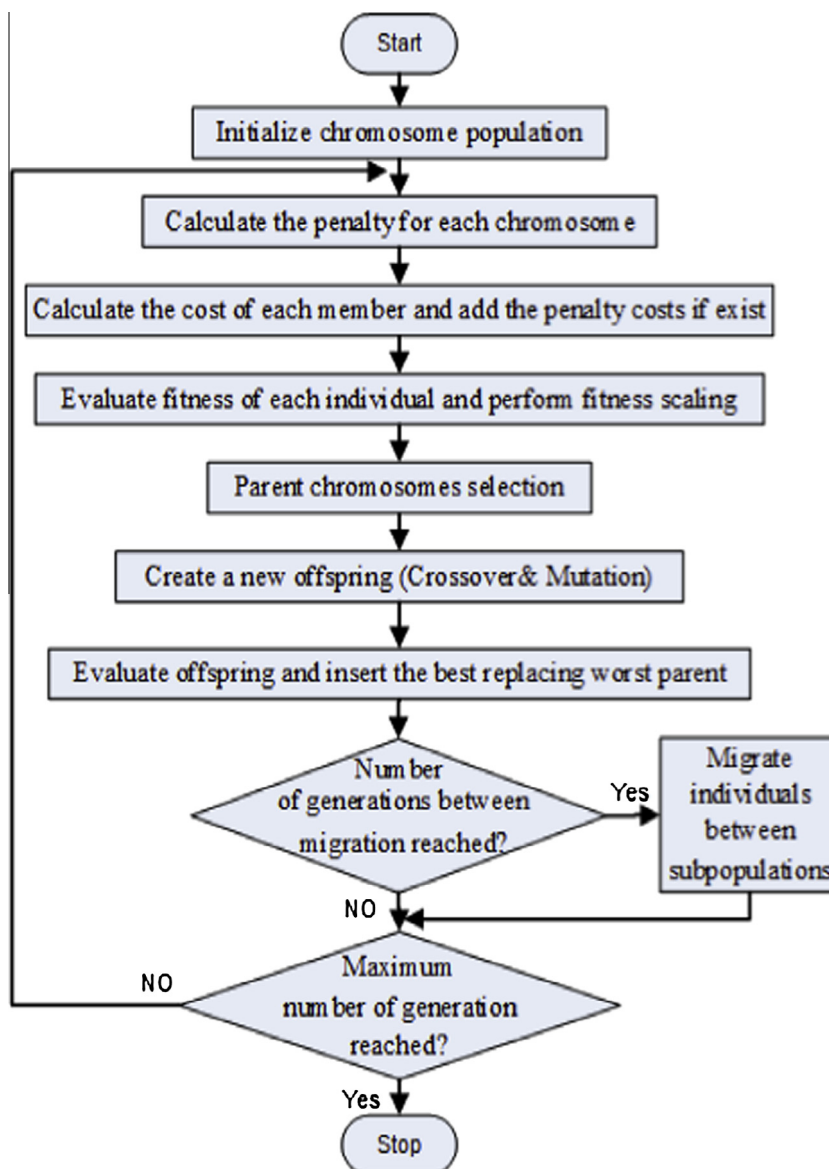 Start
Initialize chromosome population
Calculate the penalty for each chromosome
Calculate the cost of each member and add the penalty costs if exist
Evaluate fitness of each individual and perform fitness scaling
Parent chromosomes selection
Create a new offspring (Crossover& Mutation)
Evaluate offspring and insert the best replacing worst parent
Number
of generations between
migration reached?
Yes
Migrate
individuals
between
subpopulations
NO
Maximum
number of generation
reached?
NO
Yes
Stop